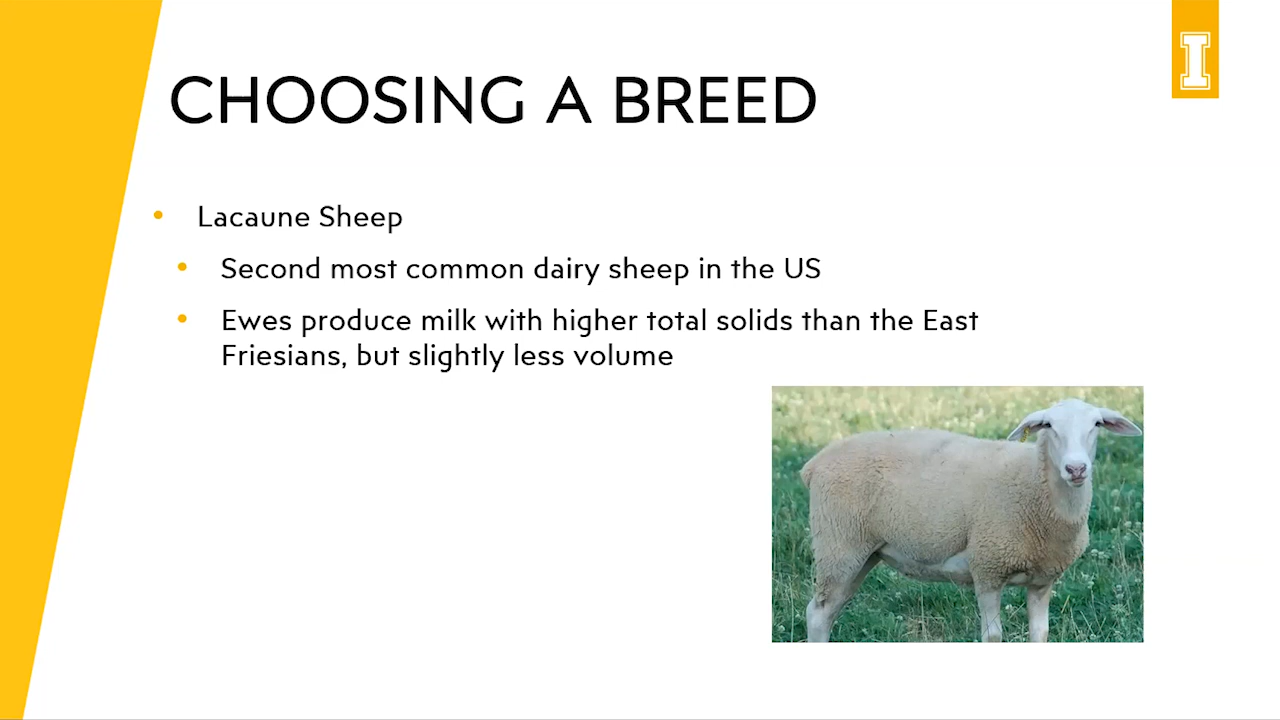 I
CHOOSING A BREED
• Lacaune Sheep
• Second most common dairy sheep in the US
• Ewes produce milk with higher total solids than the East
Friesians, but slightly less volume